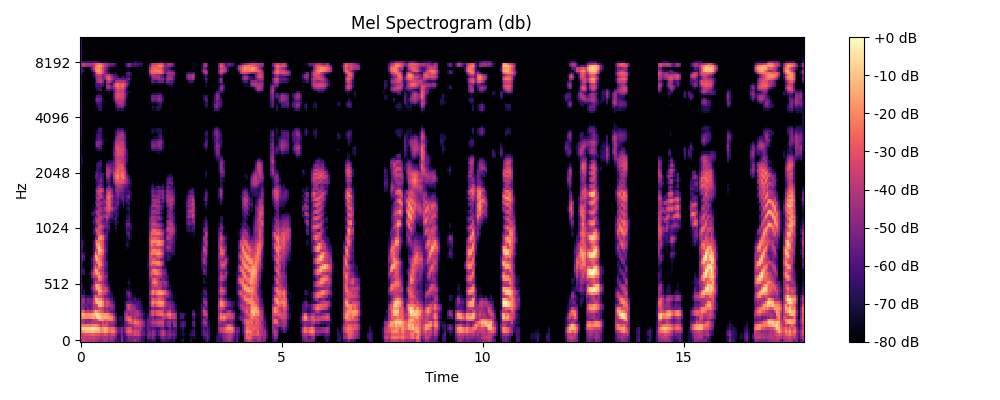 Mel Spectrogram (db)
8192
4096
2048
1024
512
0
Hz
0 5 10 15
Time
+0 dB
-10 dB
-20 dB
-30 dB
-40 dB
-50 dB
-60 dB
-70 dB
-80 dB